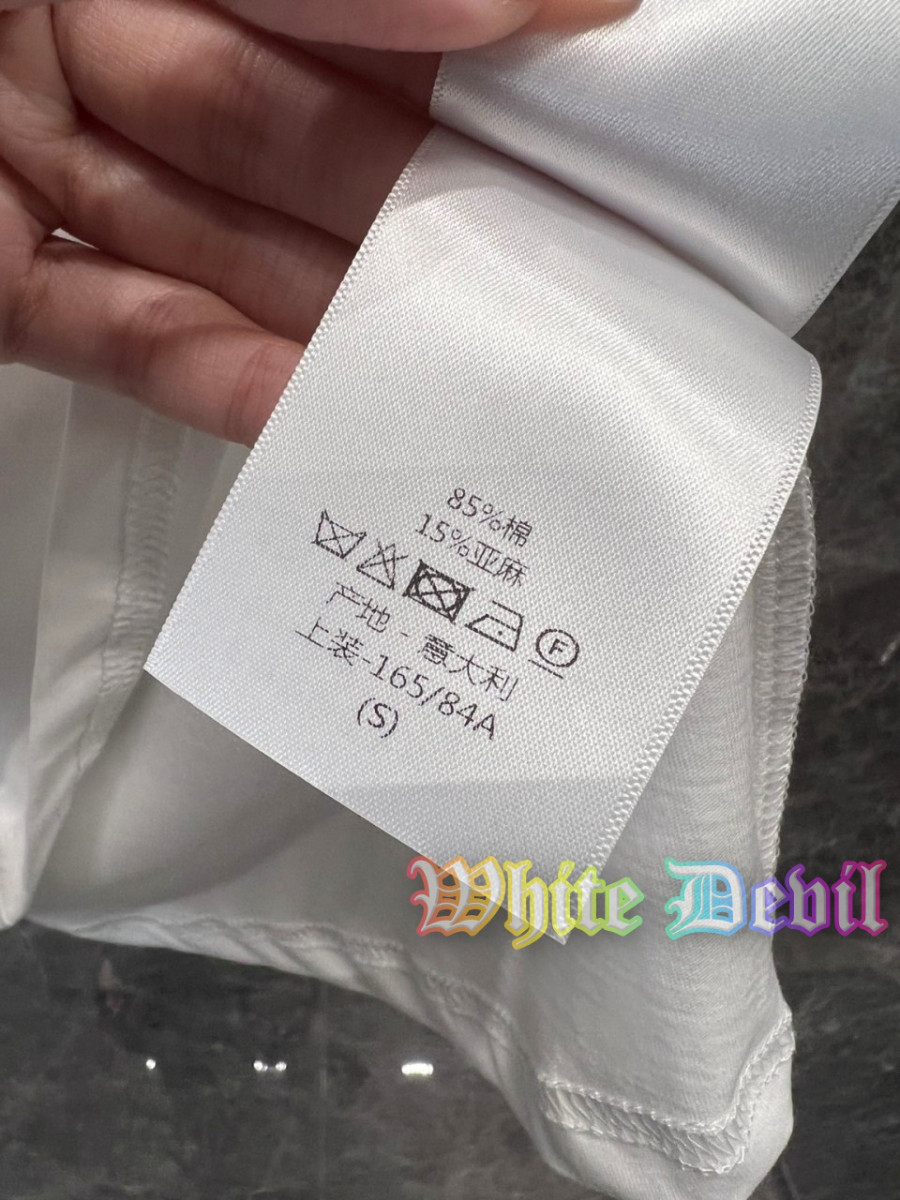 85%棉
15%亚麻
F
产地 - 意大利
上装-165/84A
(S)
White Devil